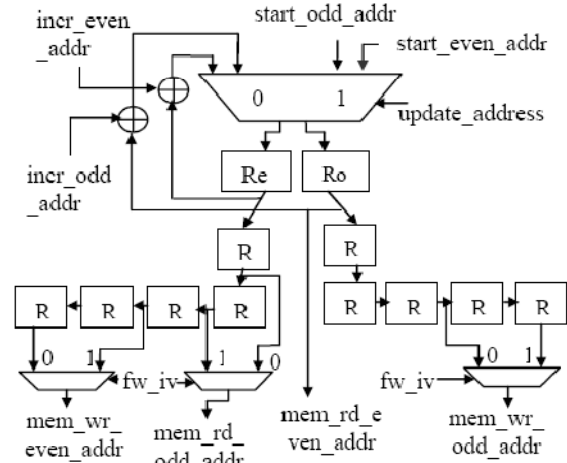 incr_even
_addr
start_odd_addr
start_even_addr
0 1
update_address
incr_odd
_addr
Re Ro
R R
R R R R R R R R
0 1 1 0 0 1
fw_iv fw_iv
mem_wr_
even_addr
mem_rd_
odd_addr
mem_rd_e
ven_addr
mem_wr_
odd_addr